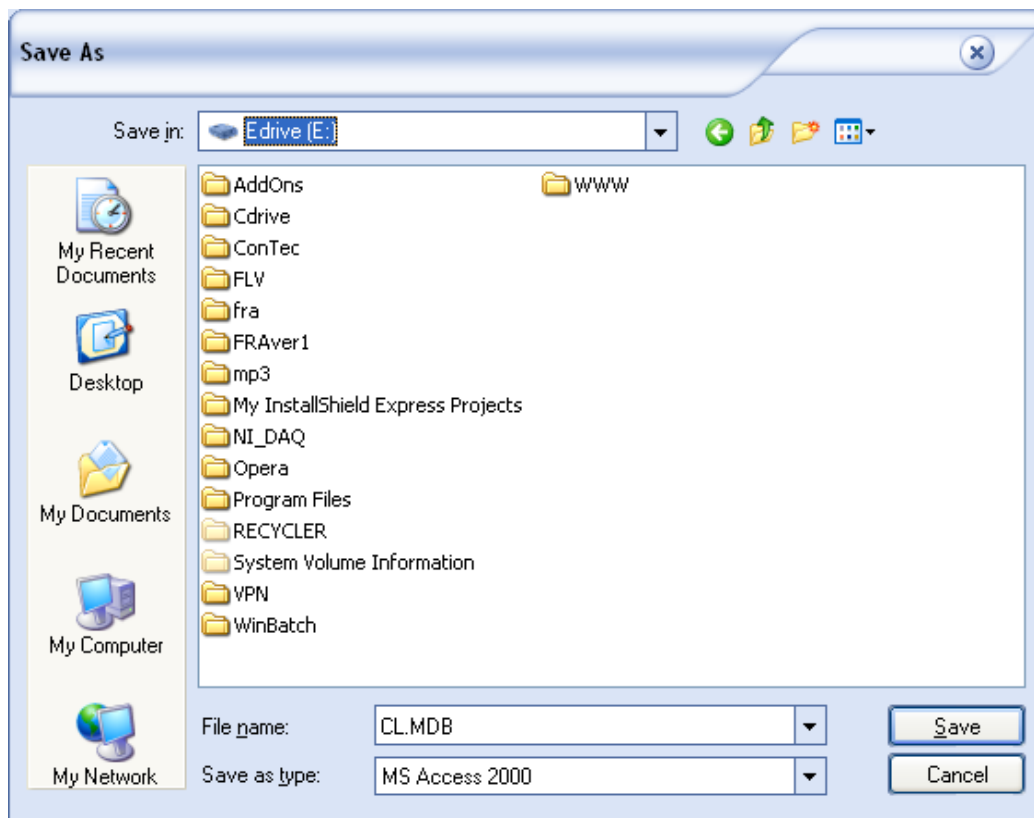 Save As
Save in: Edrive (E:)
My Recent
Documents
Desktop
My Documents
My Computer
My Network
AddOns
Cdrive
ConTec
FLV
fra
FRAver1
mp3
My InstallShield Express Projects
NI_DAQ
Opera
Program Files
RECYCLER
System Volume Information
VPN
WinBatch
WWW
File name: CL.MDB Save
Save as type: MS Access 2000 Cancel